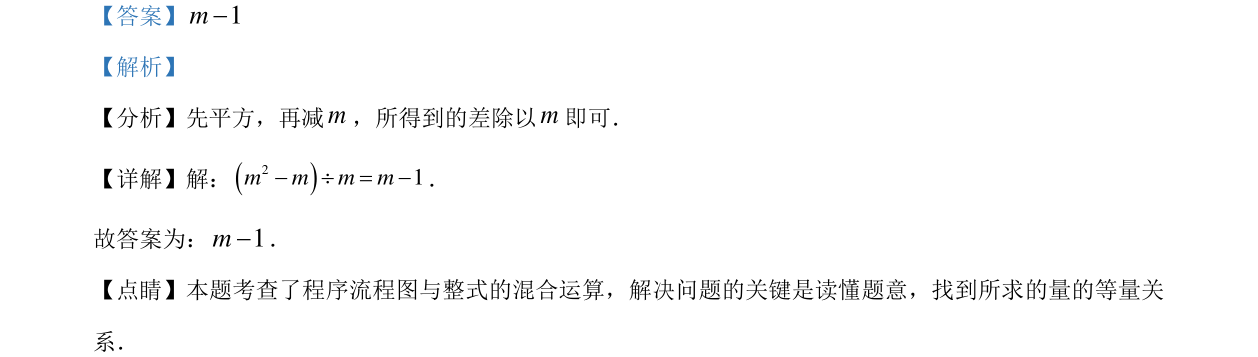 【答案】m－1
【解析】
【分析】先平方，再减 m ，所得到的差除以 m 即可．
【详解】解：(m²－m)÷m＝m－1．
故答案为：m－1．
【点睛】本题考查了程序流程图与整式的混合运算，解决问题的关键是读懂题意，找到所求的量的等量关
系．